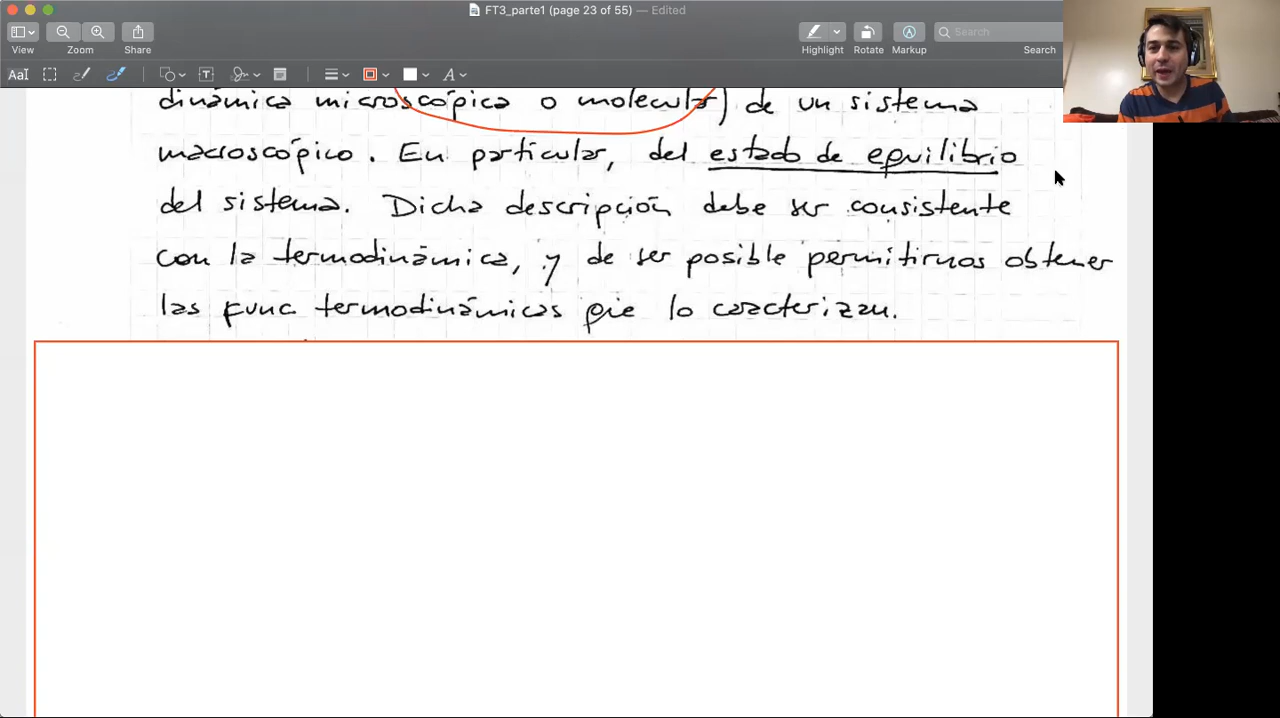 FT3_parte1 (page 23 of 55) — Edited
View Zoom Share Highlight Rotate Markup Search
Search
AaI
T
A
dinámica microscópica o molecular) de un sistema
macroscópico. En particular, del estado de equilibrio
del sistema. Dicha descripción debe ser consistente
con la termodinámica, y de ser posible permitirnos obtener
las func termodinámicas que lo caracterizan.